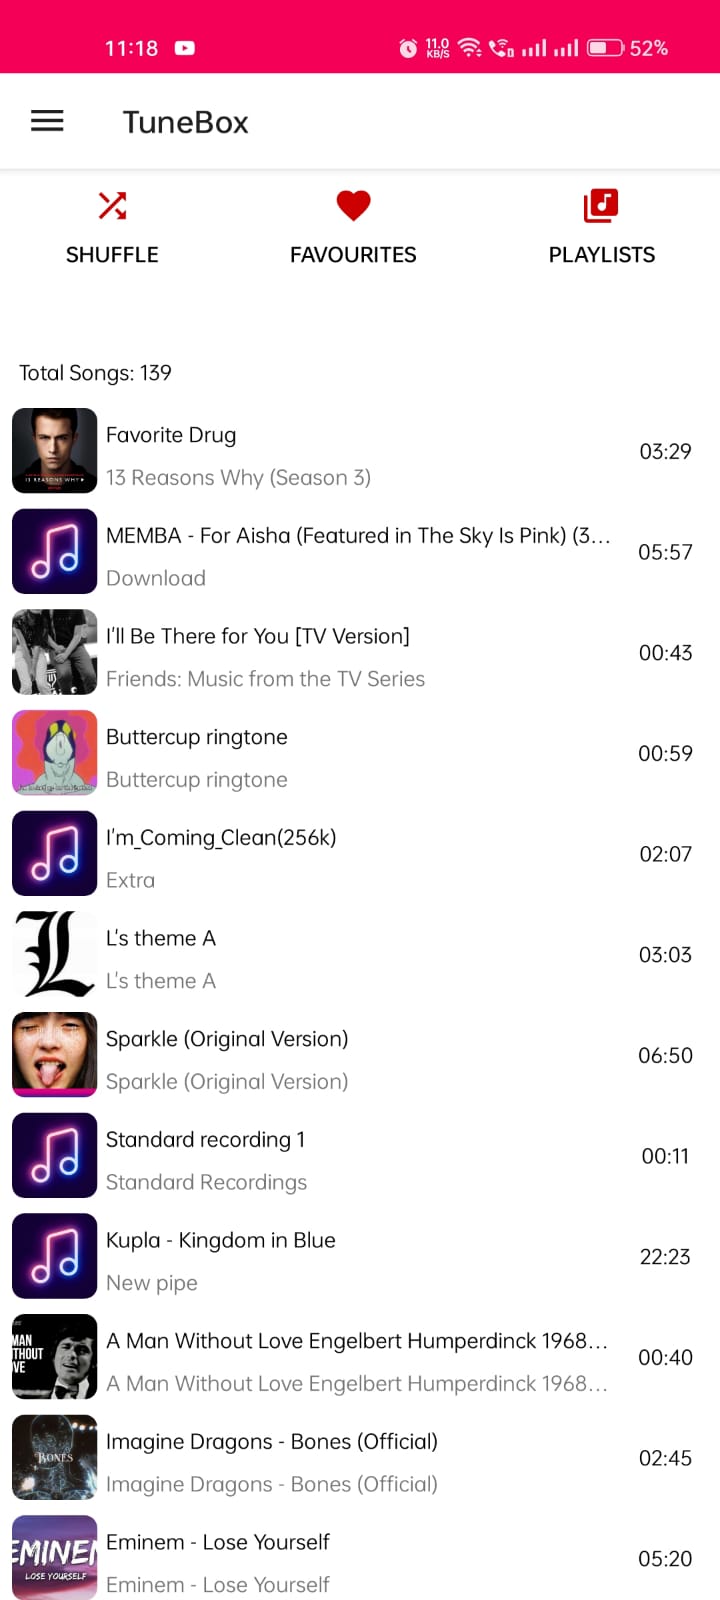 11:18
11.0
KB/S
52%
TuneBox
SHUFFLE
FAVOURITES
PLAYLISTS
Total Songs: 139
Favorite Drug
13 Reasons Why (Season 3)
03:29
13 REASONS WHY
MEMBA - For Aisha (Featured in The Sky Is Pink) (3...
Download
05:57
I'll Be There for You [TV Version]
Friends: Music from the TV Series
00:43
Buttercup ringtone
Buttercup ringtone
00:59
I'm_Coming_Clean(256k)
Extra
02:07
L
L's theme A
L's theme A
03:03
Sparkle (Original Version)
Sparkle (Original Version)
06:50
Standard recording 1
Standard Recordings
00:11
Kupla - Kingdom in Blue
New pipe
22:23
MAN
THOUT
VE
A Man Without Love Engelbert Humperdinck 1968...
A Man Without Love Engelbert Humperdinck 1968...
00:40
BONES
Imagine Dragons - Bones (Official)
Imagine Dragons - Bones (Official)
02:45
EMINEM
LOSE YOURSELF
Eminem - Lose Yourself
Eminem - Lose Yourself
05:20